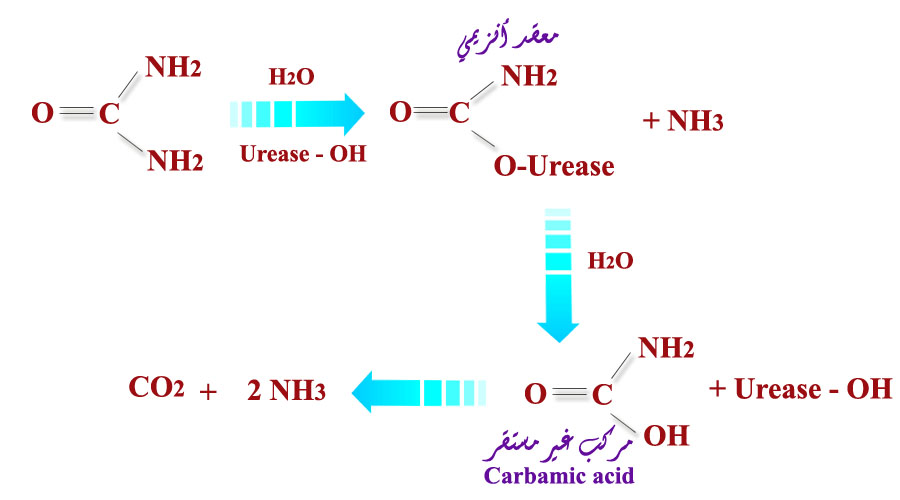 معقد أنزيمي
NH2
O=C
NH2
H2O
Urease - OH
NH2
O=C
O-Urease
+ NH3
H2O
NH2
O=C
OH
+ Urease - OH
مركب غير مستقر
Carbamic acid
CO2 + 2 NH3